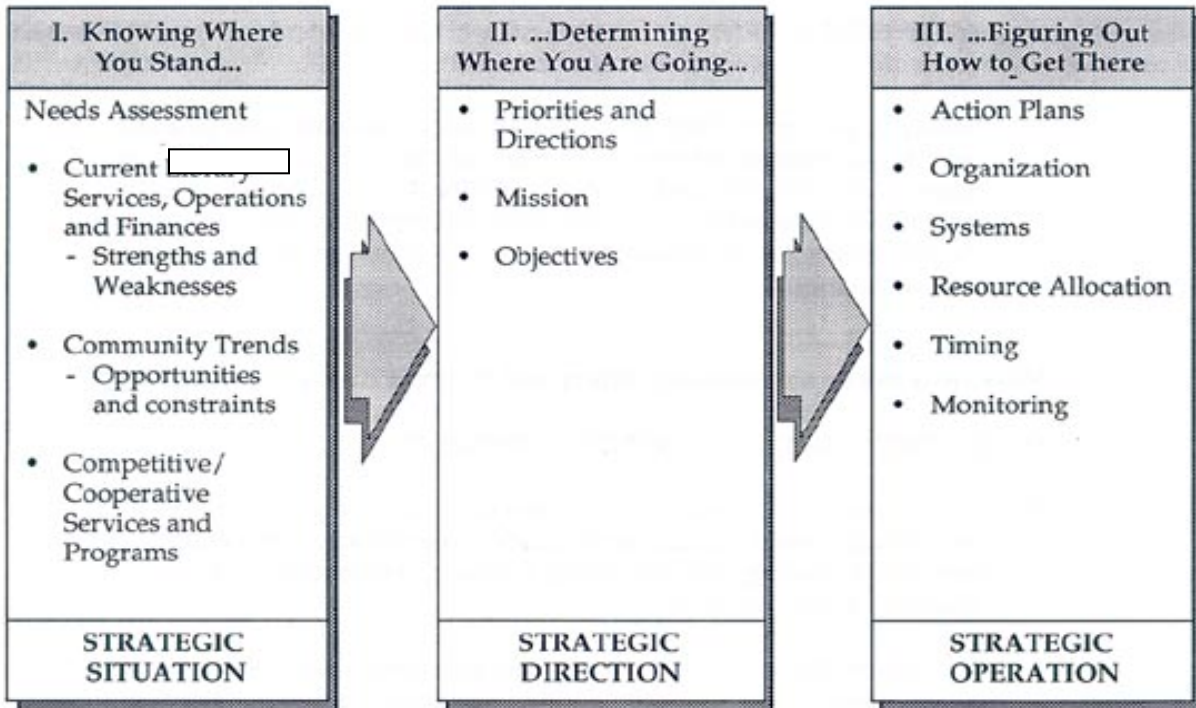 I. Knowing Where
You Stand...
Needs Assessment
• Current
Services, Operations
and Finances
- Strengths and
Weaknesses
• Community Trends
- Opportunities
and constraints
• Competitive/
Cooperative
Services and
Programs
STRATEGIC
SITUATION
II. ...Determining
Where You Are Going...
• Priorities and
Directions
• Mission
• Objectives
STRATEGIC
DIRECTION
III. ...Figuring Out
How to Get There
• Action Plans
• Organization
• Systems
• Resource Allocation
• Timing
• Monitoring
STRATEGIC
OPERATION